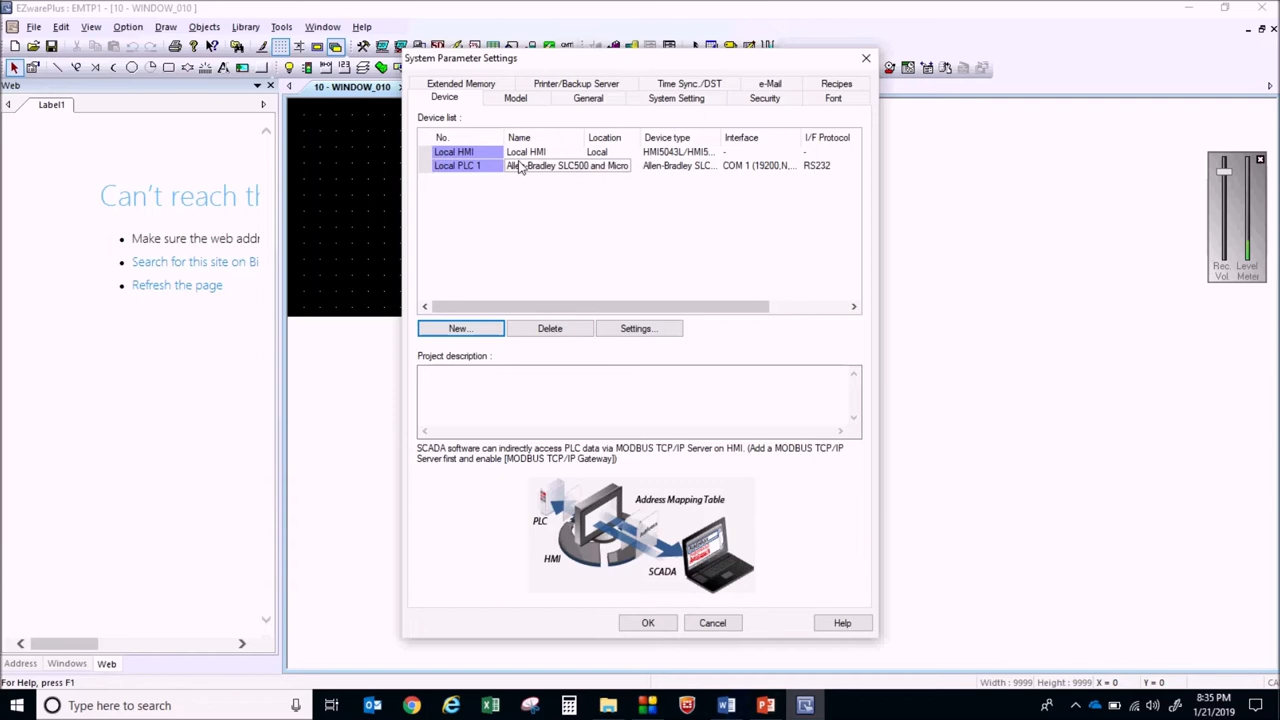 EZwarePlus : EMTP1 - [10 - WINDOW_010 ]
File Edit View Option Draw Objects Library Tools Window Help
Web
Label1
10 - WINDOW_010
Can't reach th
Make sure the web addr
Search for this site on Bi
Refresh the page
System Parameter Settings
Extended Memory Printer/Backup Server Time Sync./DST e-Mail Recipes
Device Model General System Setting Security Font
Device list :
No. Name Location Device type Interface I/F Protocol
Local HMI Local HMI Local HMI5043L/HMI5... - -
Local PLC 1 Allen-Bradley SLC500 and Micro Allen-Bradley SLC... COM 1 (19200,N,... RS232
New... Delete Settings...
Project description :
SCADA software can indirectly access PLC data via MODBUS TCP/IP Server on HMI. (Add a MODBUS TCP/IP
Server first and enable [MODBUS TCP/IP Gateway])
Address Mapping Table
PLC
HMI
SCADA
OK Cancel Help
Rec. Level
Vol Meter
Address Windows Web
For Help, press F1
Width : 9999 Height : 9999 X = 0 Y = 0
Type here to search
8:35 PM
1/21/2019